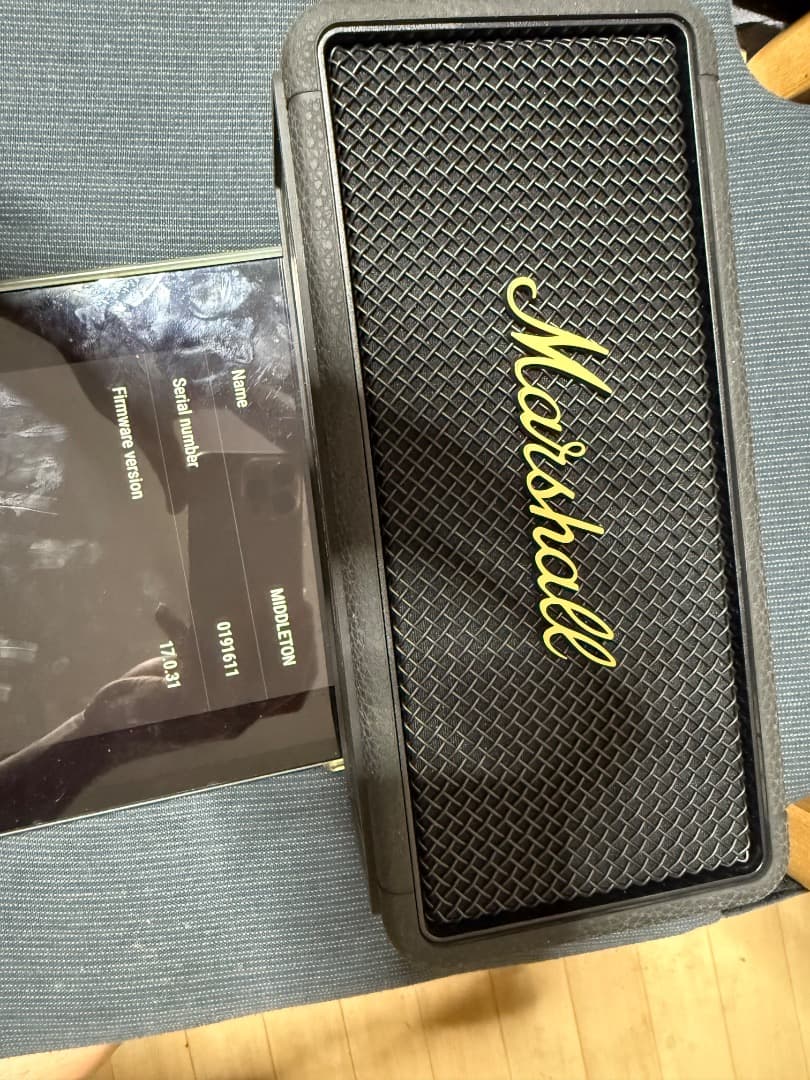 Marshall
Name MIDDLETON
Serial number 0191611
Firmware version 17.0.31